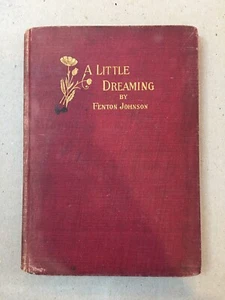 A LITTLE
DREAMING
BY
FENTON JOHNSON